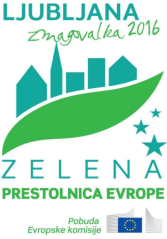 LJUBLJANA
zmagovalka 2016
ZELENA
PRESTOLNICA EVROPE
Pobuda
Evropske komisije